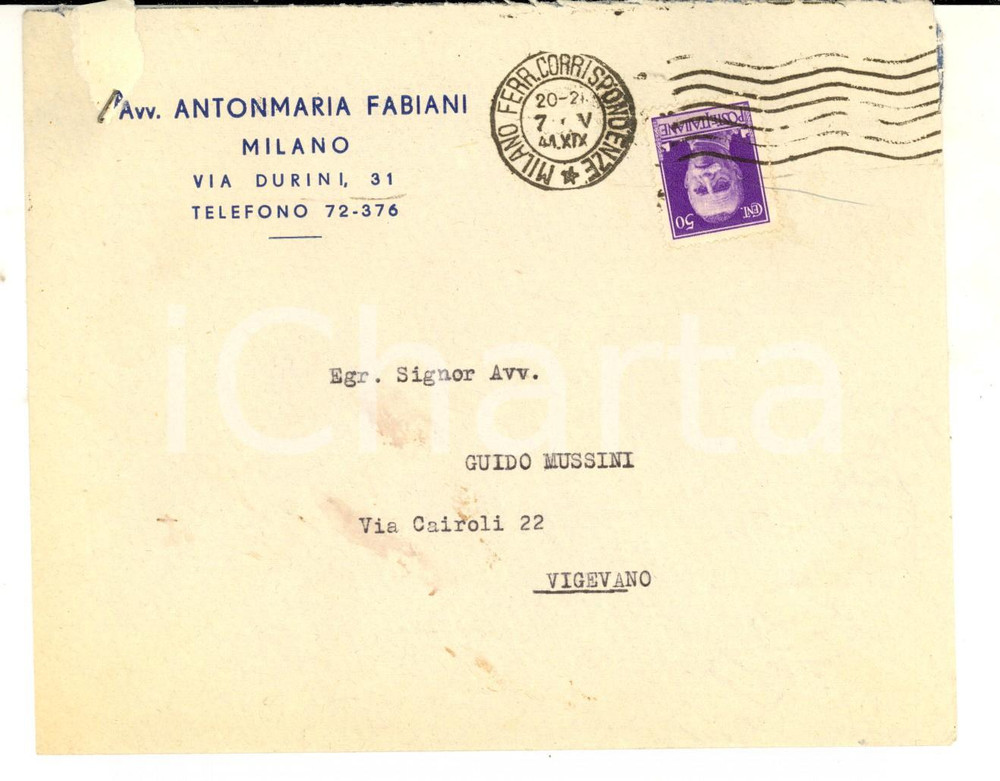 Avv. ANTONMARIA FABIANI
MILANO
VIA DURINI, 31
TELEFONO 72-376
MILANO FERR. CORRISPONDENZE
20-21
7 V
41.XIX
POSTE ITALIANE
CENT. 50
iCharta
Egr. Signor Avv.
GUIDO MUSSINI
Via Cairoli 22
VIGEVANO